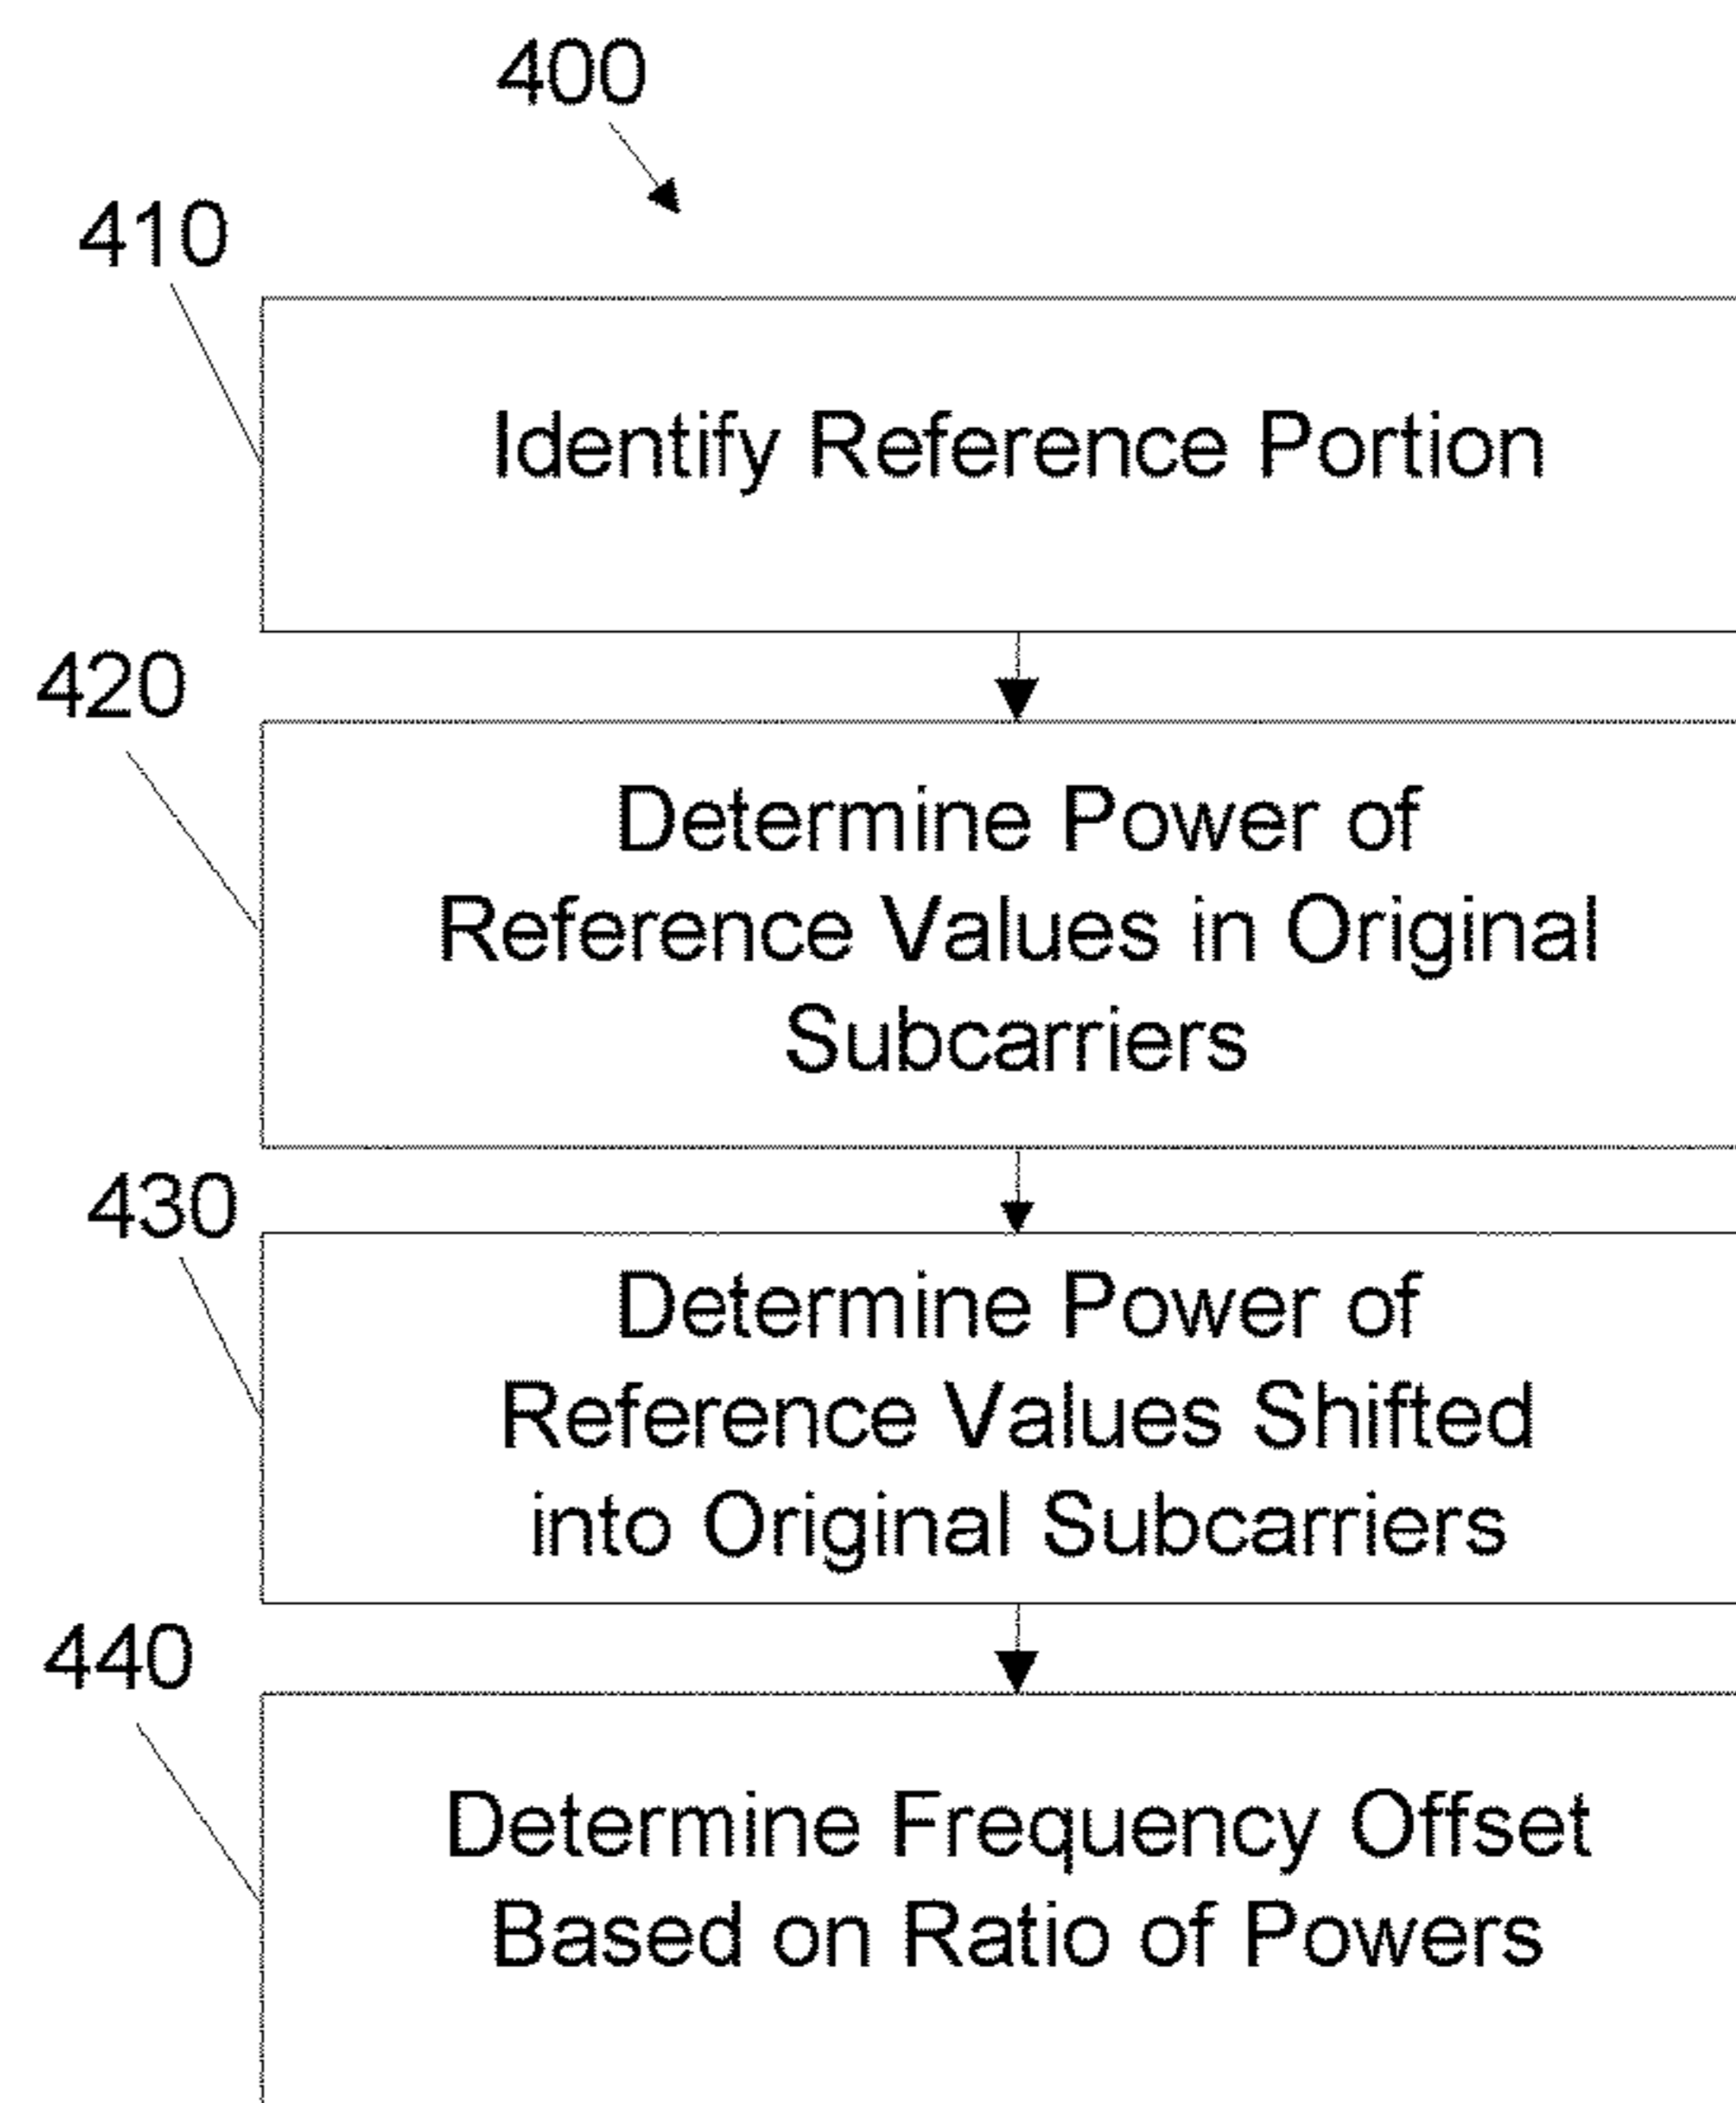 400
410
Identify Reference Portion
420
Determine Power of
Reference Values in Original
Subcarriers
430
Determine Power of
Reference Values Shifted
into Original Subcarriers
440
Determine Frequency Offset
Based on Ratio of Powers